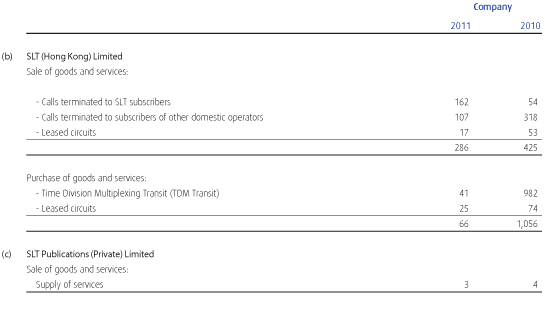 Company
2011 2010
(b) SLT (Hong Kong) Limited
Sale of goods and services:
- Calls terminated to SLT subscribers 162 54
- Calls terminated to subscribers of other domestic operators 107 318
- Leased circuits 17 53
286 425
Purchase of goods and services:
- Time Division Multiplexing Transit (TDM Transit) 41 982
- Leased circuits 25 74
66 1,056
(c) SLT Publications (Private) Limited
Sale of goods and services:
Supply of services 3 4